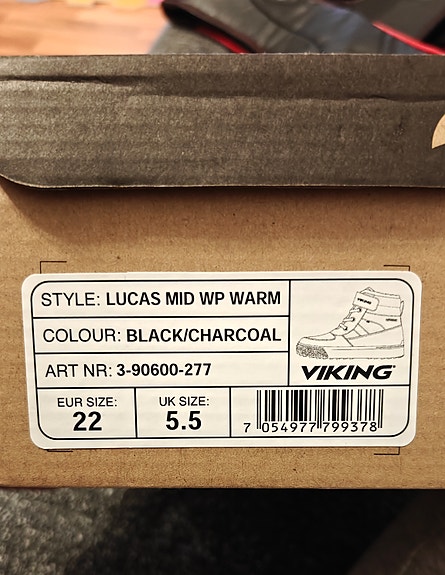 STYLE: LUCAS MID WP WARM
COLOUR: BLACK/CHARCOAL
ART NR: 3-90600-277
VIKING
EUR SIZE:
22
UK SIZE:
5.5
7 054977 799378